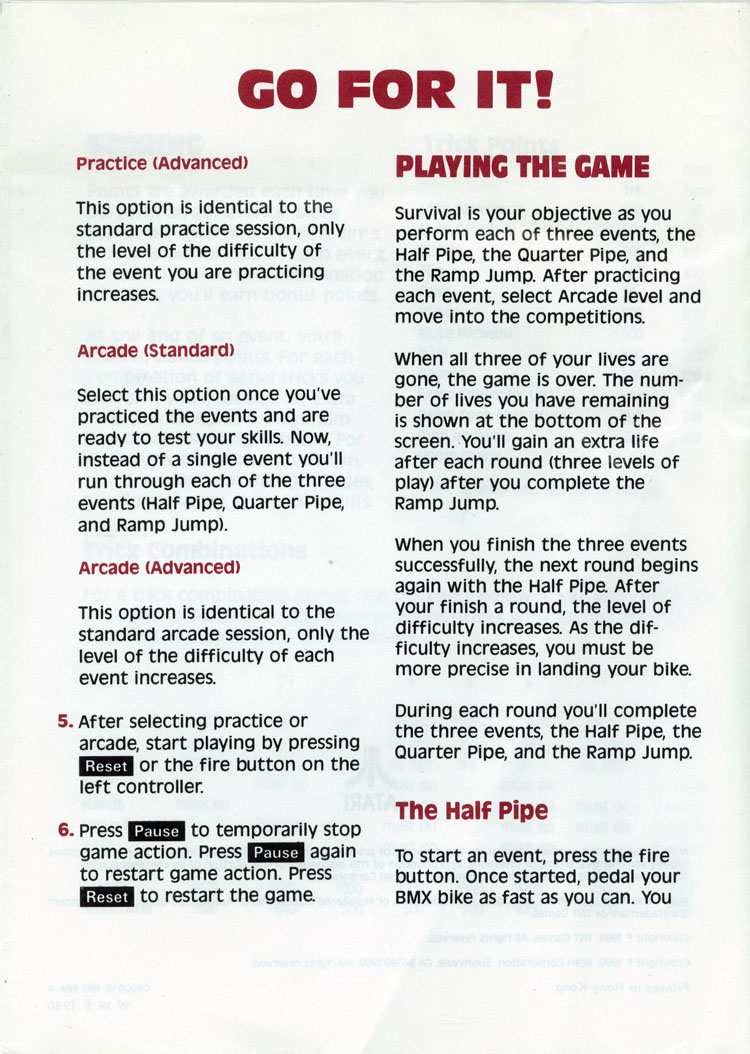 GO FOR IT!
Practice (Advanced)
This option is identical to the
standard practice session, only
the level of the difficulty of
the event you are practicing
increases.
Arcade (Standard)
Select this option once you've
practiced the events and are
ready to test your skills. Now,
instead of a single event you'll
run through each of the three
events (Half Pipe, Quarter Pipe,
and Ramp Jump).
Arcade (Advanced)
This option is identical to the
standard arcade session, only the
level of the difficulty of each
event increases.
5. After selecting practice or
arcade, start playing by pressing
Reset or the fire button on the
left controller.
6. Press Pause to temporarily stop
game action. Press Pause again
to restart game action. Press
Reset to restart the game.
PLAYING THE GAME
Survival is your objective as you
perform each of three events, the
Half Pipe, the Quarter Pipe, and
the Ramp Jump. After practicing
each event, select Arcade level and
move into the competitions.
When all three of your lives are
gone, the game is over. The num-
ber of lives you have remaining
is shown at the bottom of the
screen. You'll gain an extra life
after each round (three levels of
play) after you complete the
Ramp Jump.
When you finish the three events
successfully, the next round begins
again with the Half Pipe. After
your finish a round, the level of
difficulty increases. As the dif-
ficulty increases, you must be
more precise in landing your bike.
During each round you'll complete
the three events, the Half Pipe, the
Quarter Pipe, and the Ramp Jump.
The Half Pipe
To start an event, press the fire
button. Once started, pedal your
BMX bike as fast as you can. You